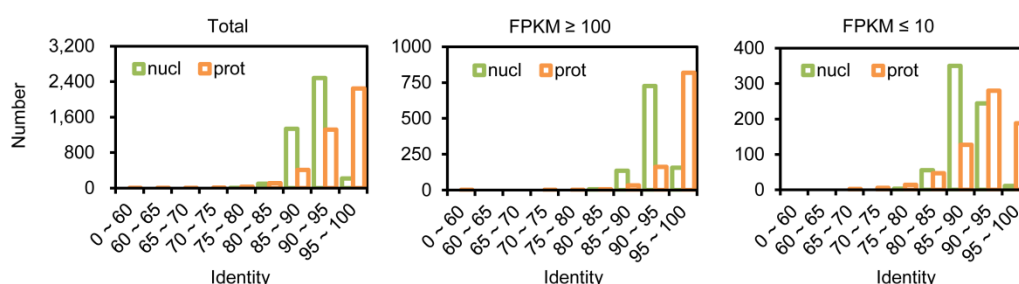 Total
Number
3,200
2,400
1,600
800
0
nucl prot
0 ~ 60
60 ~ 65
65 ~ 70
70 ~ 75
75 ~ 80
80 ~ 85
85 ~ 90
90 ~ 95
95 ~ 100
Identity
FPKM ≥ 100
1000
750
500
250
0
nucl prot
0 ~ 60
60 ~ 65
65 ~ 70
70 ~ 75
75 ~ 80
80 ~ 85
85 ~ 90
90 ~ 95
95 ~ 100
Identity
FPKM ≤ 10
400
300
200
100
0
nucl prot
0 ~ 60
60 ~ 65
65 ~ 70
70 ~ 75
75 ~ 80
80 ~ 85
85 ~ 90
90 ~ 95
95 ~ 100
Identity